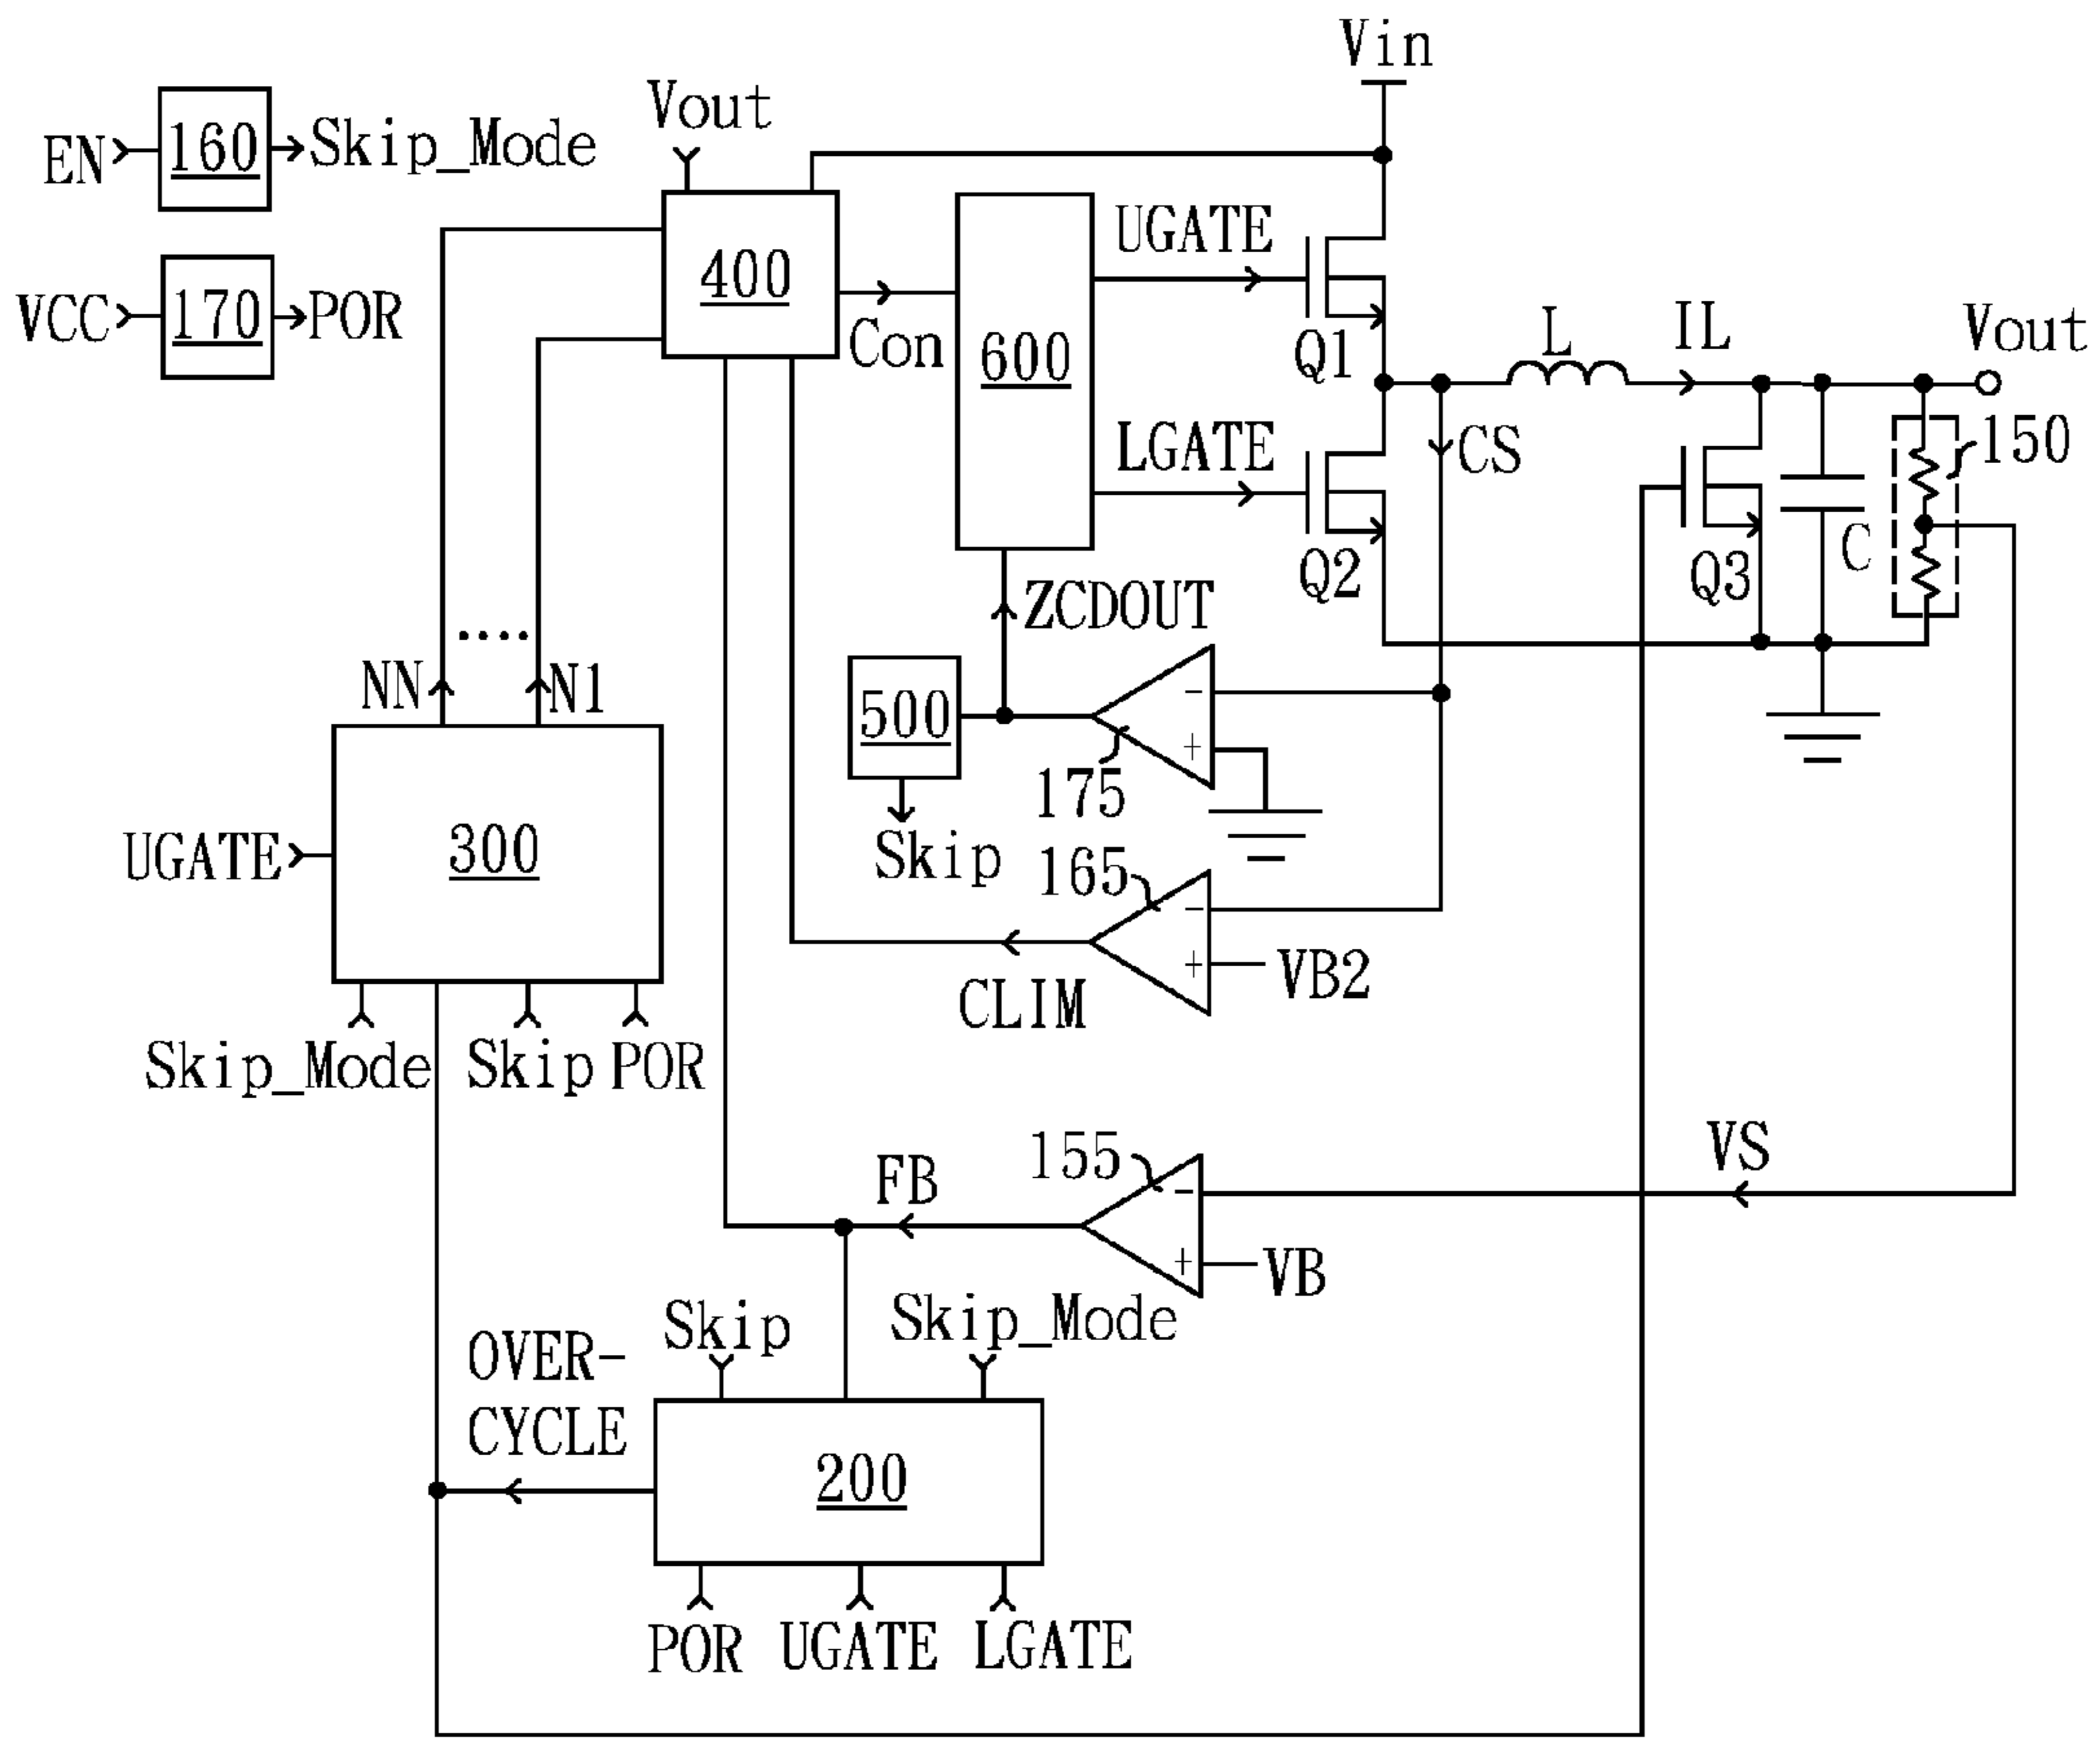 Vin
Vout
EN
160
Skip_Mode
VCC
170
POR
400
Con
600
UGATE
Q1
LGATE
Q2
CS
L
IL
Vout
150
Q3
C
ZCDOUT
NN
....
N1
500
Skip
-
+
175
UGATE
300
165
-
+
VB2
CLIM
Skip_Mode
Skip
POR
155
-
+
VB
FB
VS
Skip
Skip_Mode
OVER-
CYCLE
200
POR
UGATE
LGATE